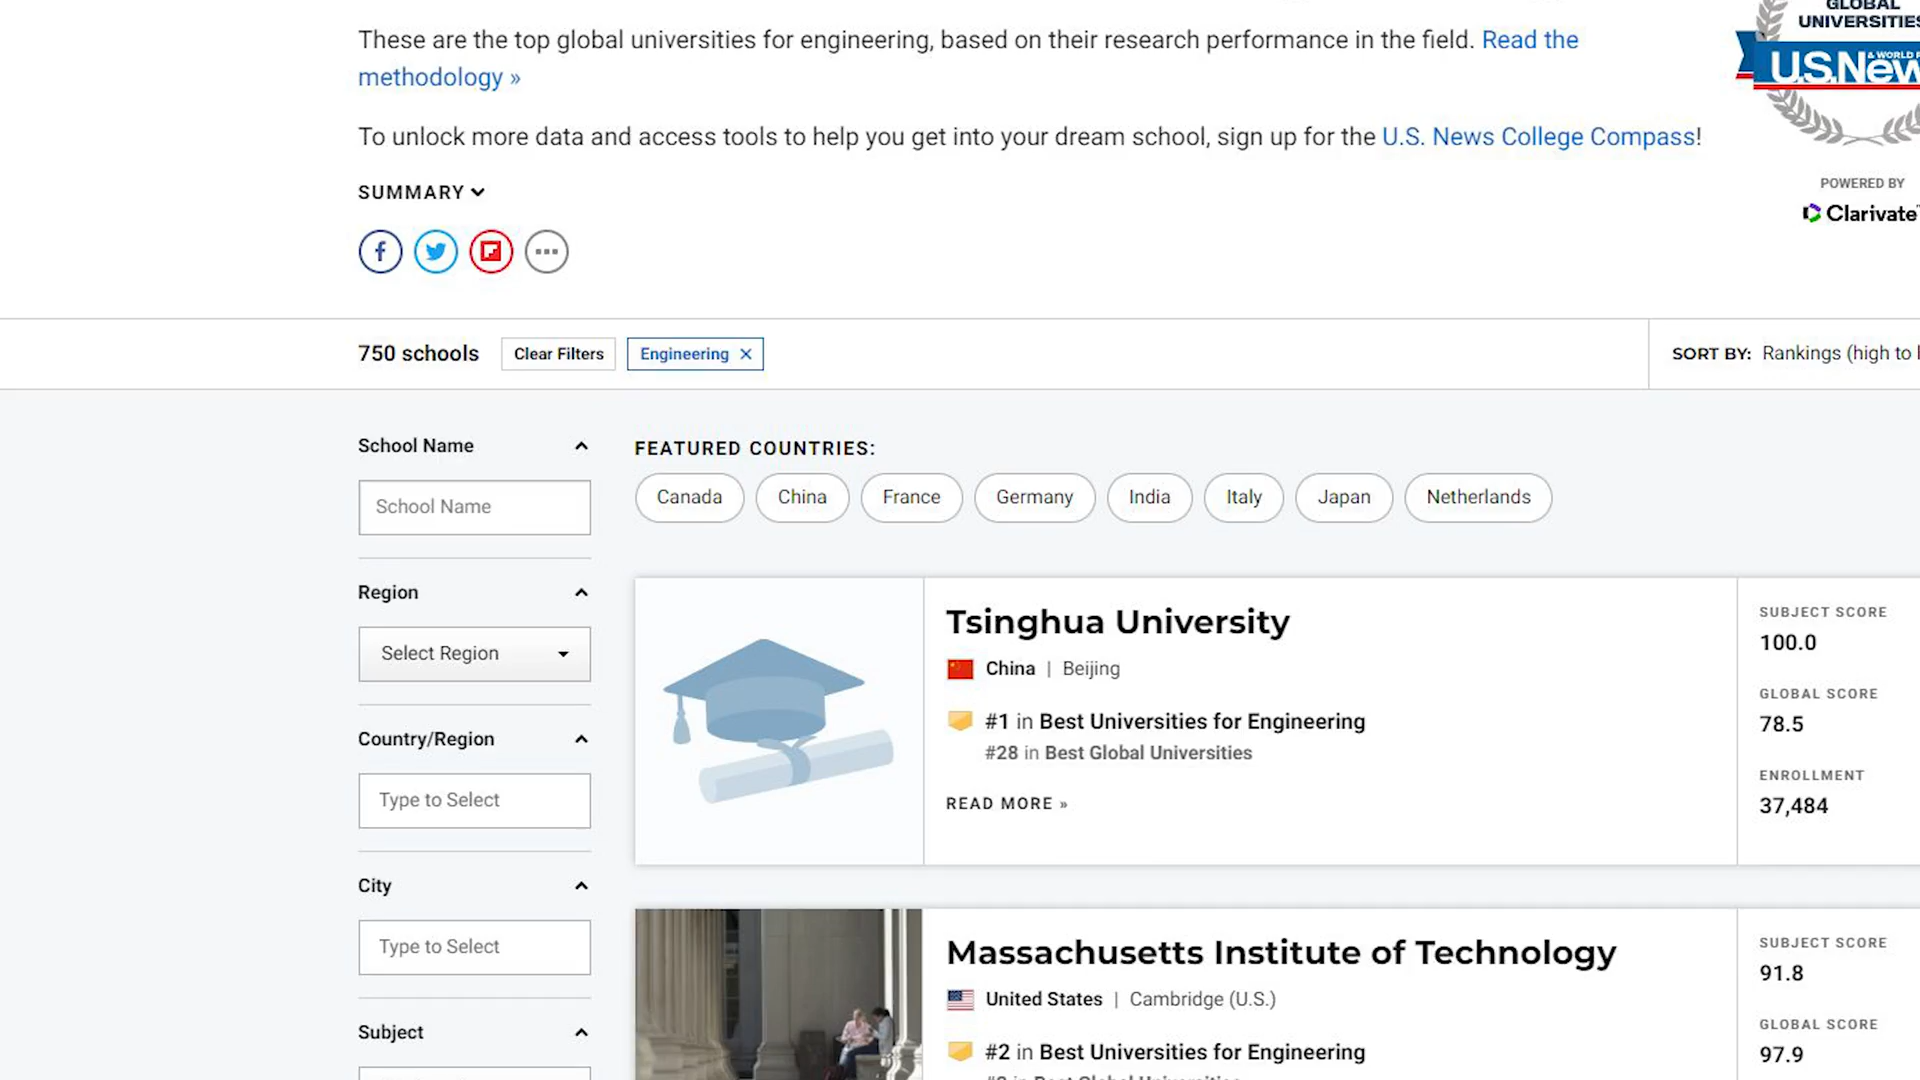 GLOBAL
UNIVERSITIES
These are the top global universities for engineering, based on their research performance in the field. Read the
methodology »
& WORLD
U.S.News
To unlock more data and access tools to help you get into your dream school, sign up for the U.S. News College Compass!
POWERED BY
Clarivate
SUMMARY
750 schools
Clear Filters
Engineering ×
SORT BY: Rankings (high to
School Name
School Name
Region
Select Region
Country/Region
Type to Select
City
Type to Select
Subject
FEATURED COUNTRIES:
Canada
China
France
Germany
India
Italy
Japan
Netherlands
Tsinghua University
China | Beijing
#1 in Best Universities for Engineering
#28 in Best Global Universities
READ MORE »
SUBJECT SCORE
100.0
GLOBAL SCORE
78.5
ENROLLMENT
37,484
Massachusetts Institute of Technology
United States | Cambridge (U.S.)
#2 in Best Universities for Engineering
in Best Global Universities
SUBJECT SCORE
91.8
GLOBAL SCORE
97.9